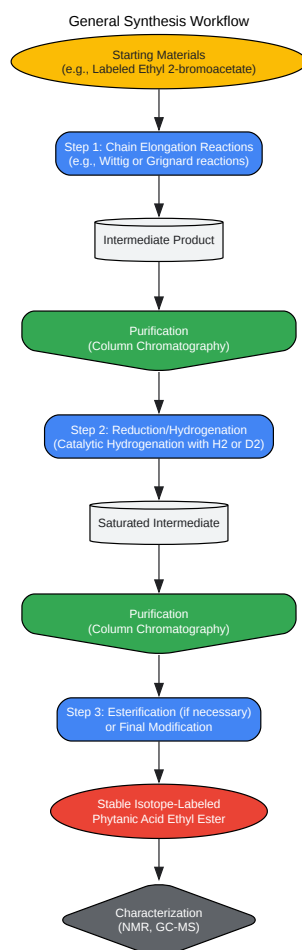 General Synthesis Workflow
Starting Materials
(e.g., Labeled Ethyl 2-bromoacetate)
Step 1: Chain Elongation Reactions
(e.g., Wittig or Grignard reactions)
Intermediate Product
Purification
(Column Chromatography)
Step 2: Reduction/Hydrogenation
(Catalytic Hydrogenation with H2 or D2)
Saturated Intermediate
Purification
(Column Chromatography)
Step 3: Esterification (if necessary)
or Final Modification
Stable Isotope-Labeled
Phytanic Acid Ethyl Ester
Characterization
(NMR, GC-MS)